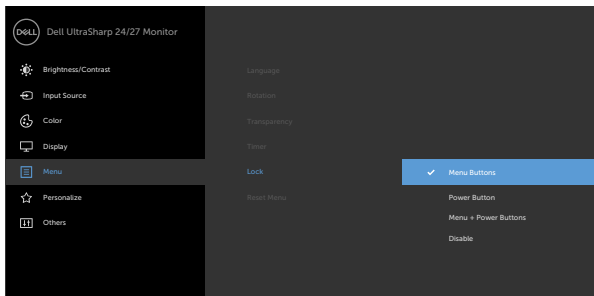 DELL
Dell UltraSharp 24/27 Monitor
Brightness/Contrast
Input Source
Color
Display
Menu
Personalize
Others
Language
Rotation
Transparency
Timer
Lock
Reset Menu
Menu Buttons
Power Button
Menu + Power Buttons
Disable